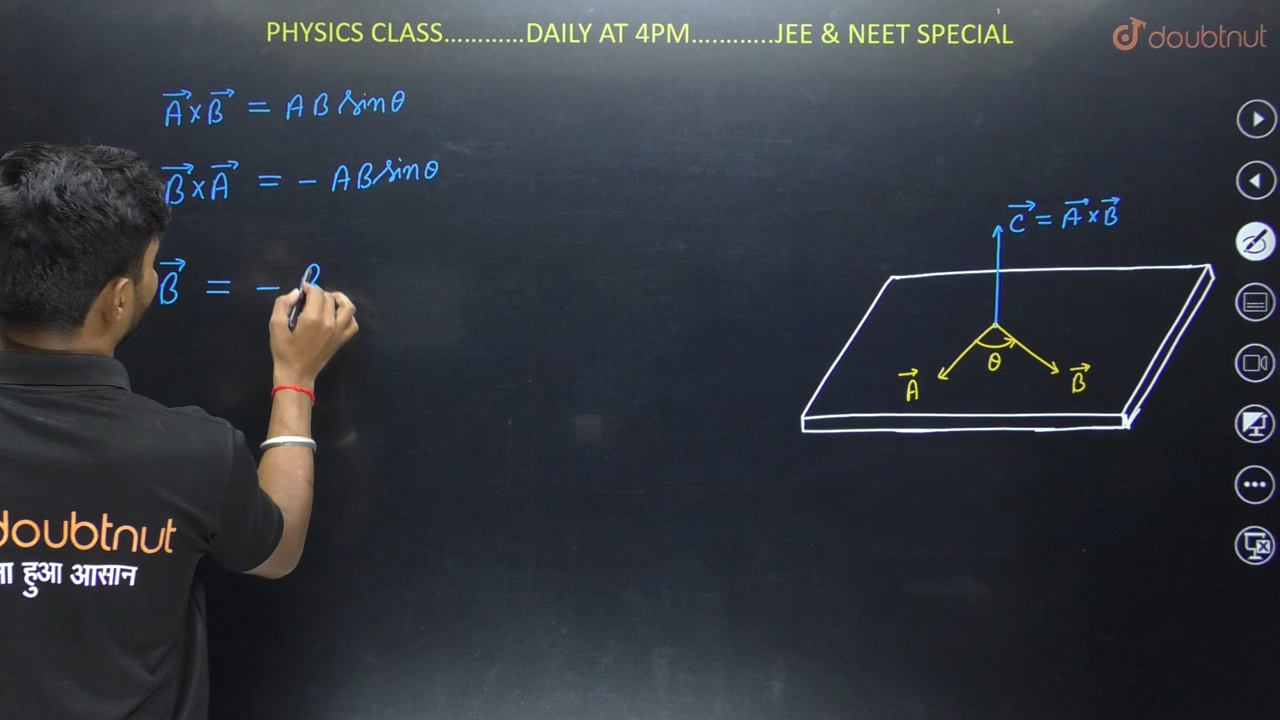 PHYSICS CLASS............DAILY AT 4PM............JEE & NEET SPECIAL
doubtnut
A⃗ × B⃗ = AB sinθ
B⃗ × A⃗ = - AB sinθ
B⃗ = - B
C⃗ = A⃗ × B⃗
θ
A⃗
B⃗
doubtnut
हुआ आसान